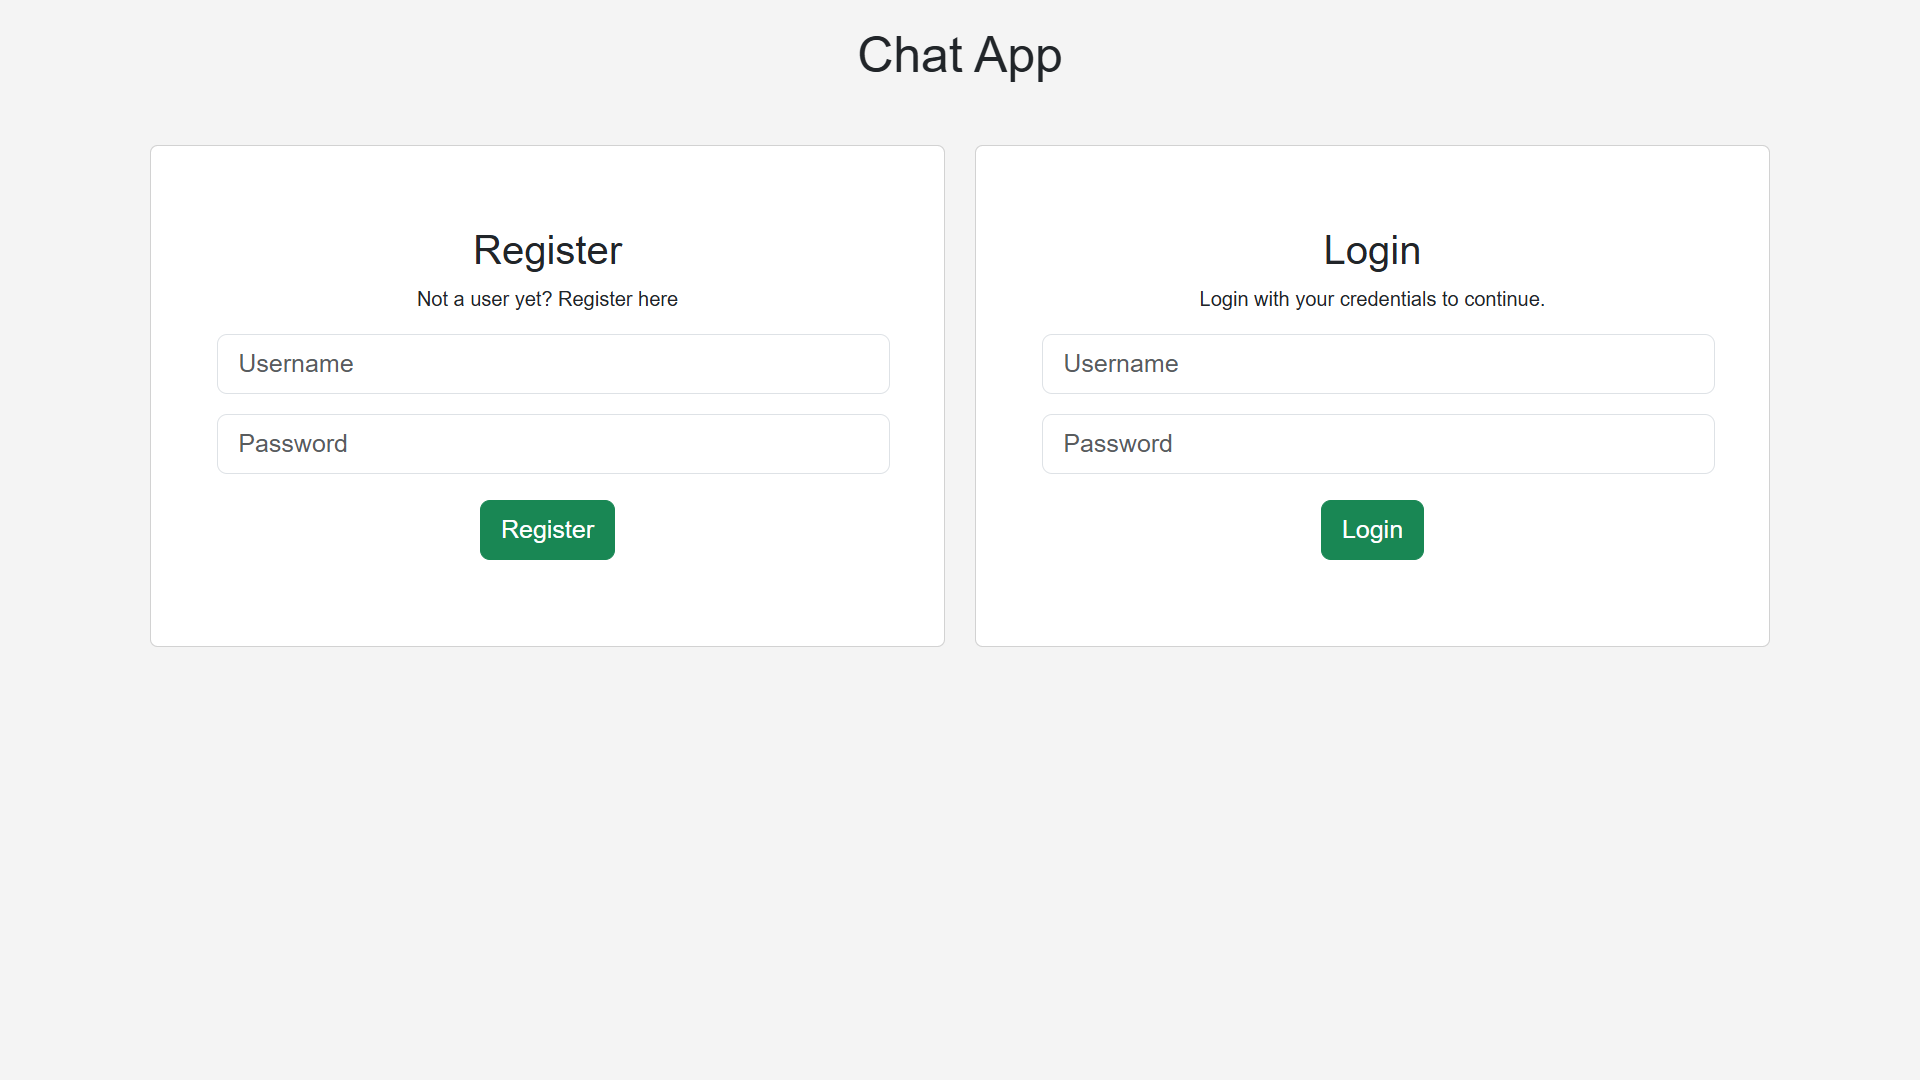 Chat App
Register
Not a user yet? Register here
Username
Password
Register
Login
Login with your credentials to continue.
Username
Password
Login